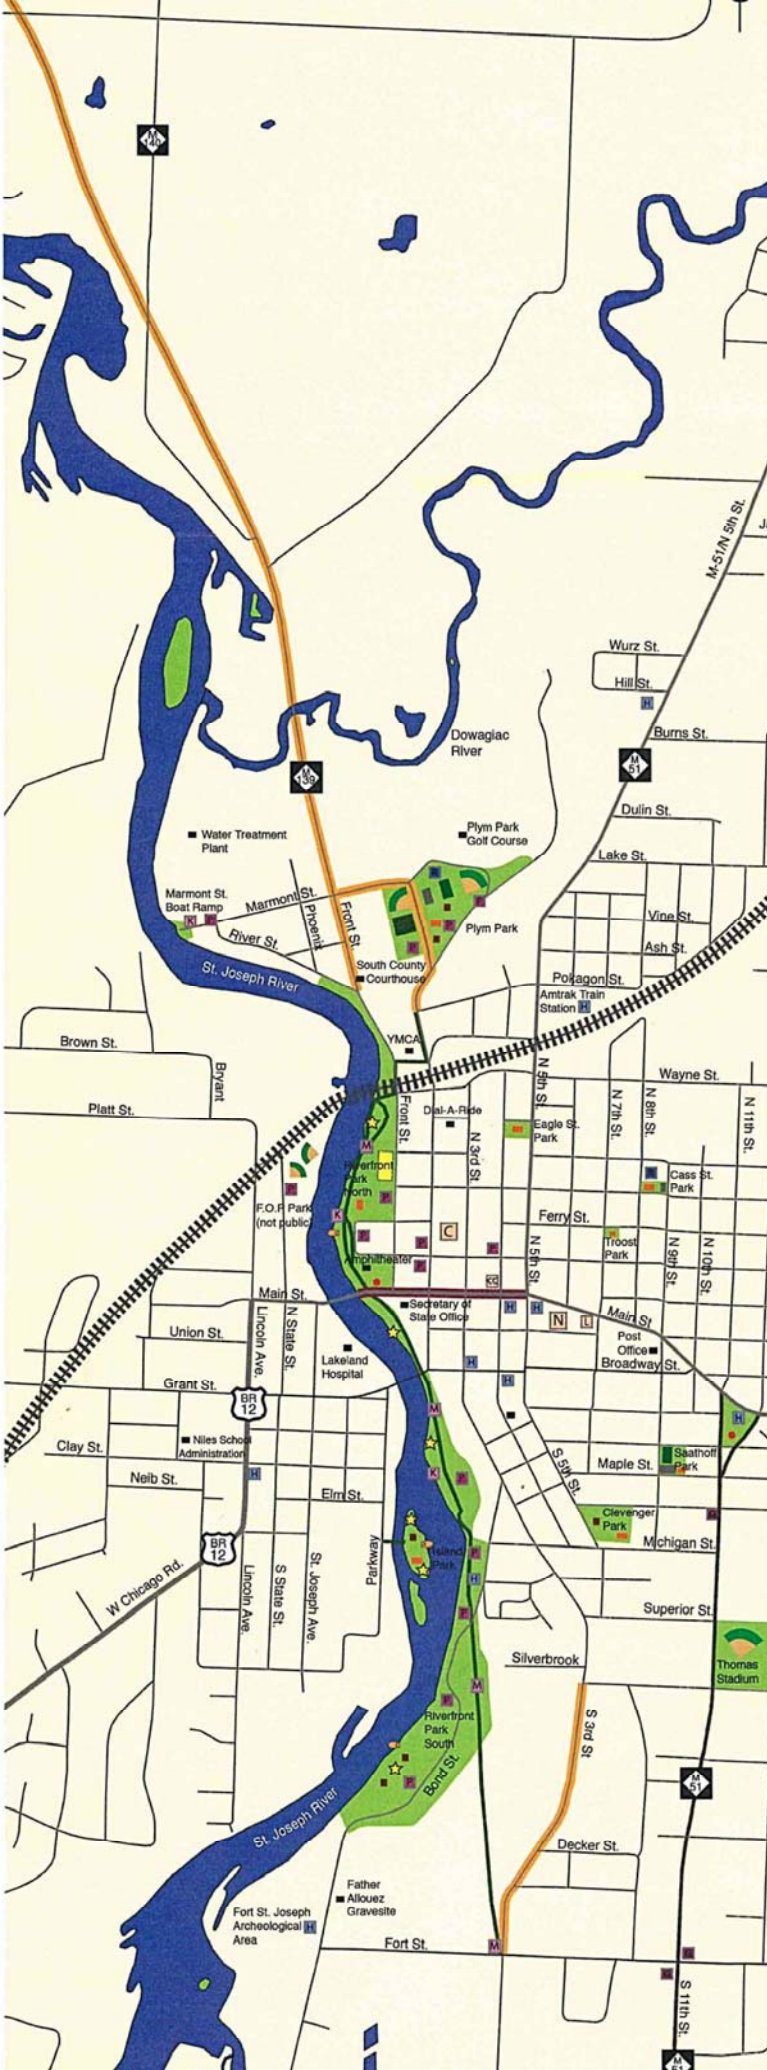 M
140
M-51/N 5th St.
Wurz St.
Hill St.
H
Burns St.
Dowagiac
River
M
51
M
139
Dulin St.
Plym Park
Golf Course
Water Treatment
Plant
Lake St.
Marmont St.
Boat Ramp
Marmont St.
K
P
Phoenix
Front St.
Vine St.
Plym Park
River St.
Ash St.
South County
Courthouse
St. Joseph River
Pokagon St.
Amtrak Train
Station
H
YMCA
Brown St.
Bryant
N 5th St.
Wayne St.
Platt St.
Front St.
Dial-A-Ride
N 7th St.
N 8th St.
N 11th St.
Eagle St.
Park
M
N 3rd St.
Riverfront
Park
North
Cass St.
Park
F.O.P Park
(not public)
K
Ferry St.
C
Troost
Park
N 5th St.
N 9th St.
N 10th St.
Amphitheater
CC
Main St.
Secretary of
State Office
H
H
N
L
Main St
Union St.
Lincoln Ave.
N State St.
Post
Office
Lakeland
Hospital
Broadway St.
H
H
Grant St.
BR
12
M
H
Clay St.
Niles School
Administration
S 5th St.
Saathoff
Park
Maple St.
Neib St.
H
K
Elm St.
Clevenger
Park
Parkway
Michigan St.
BR
12
Island
Park
P
H
W Chicago Rd.
Lincoln Ave.
S State St.
St. Joseph Ave.
Superior St.
Silverbrook
Thomas
Stadium
M
Riverfront
Park
South
S 3rd St
Bond St.
M
51
St. Joseph River
Decker St.
Father
Allouez
Gravesite
Fort St. Joseph
Archeological
Area
H
Fort St.
M
S 11th St.
M
51